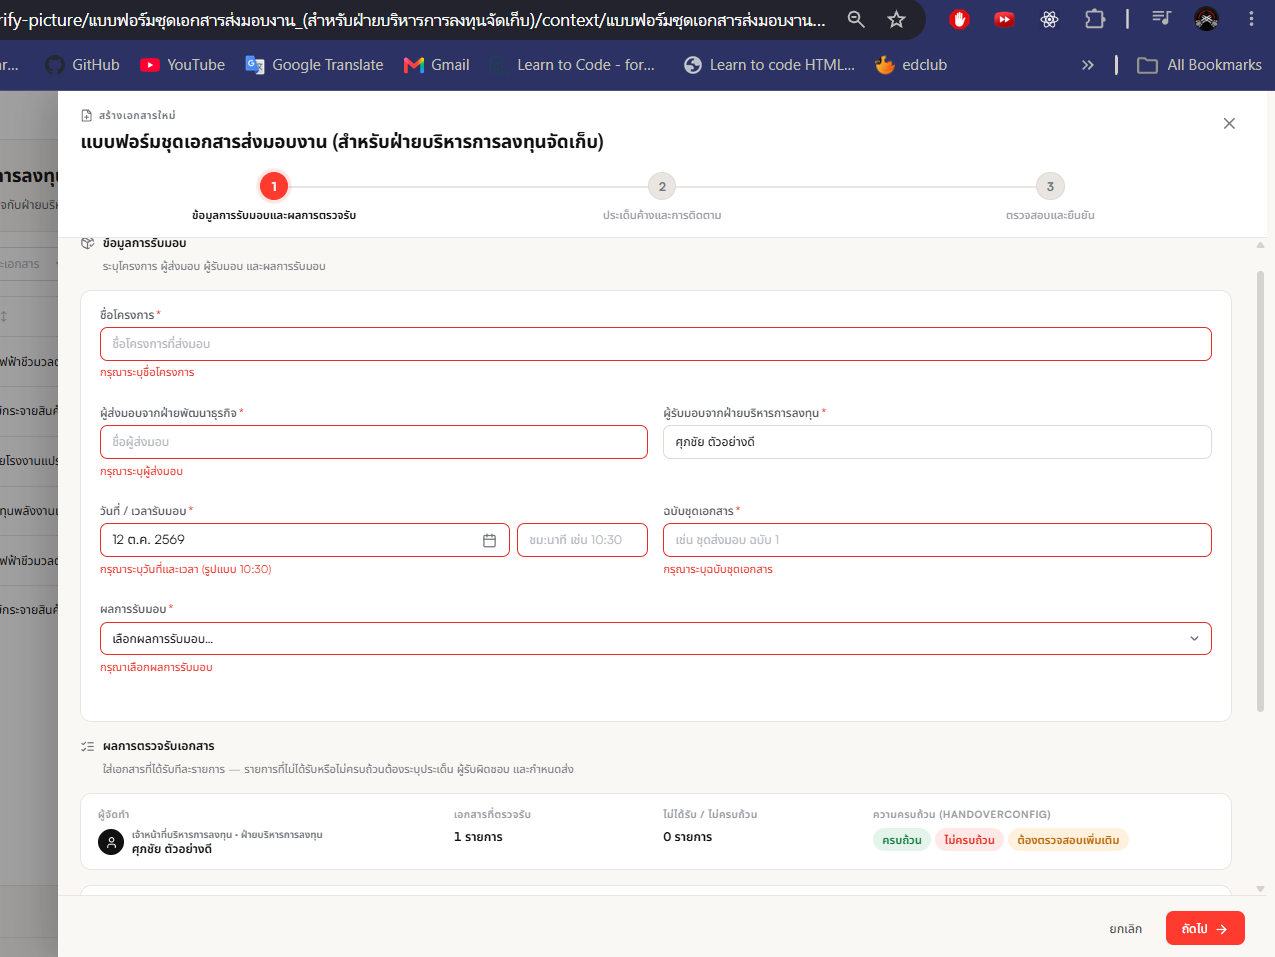 rify-picture/แบบฟอร์มชุดเอกสารส่งมอบงาน_(สำหรับฝ่ายบริหารการลงทุนจัดเก็บ)/context/แบบฟอร์มชุดเอกสารส่งมอบงาน...
GitHub YouTube Google Translate Gmail Learn to Code - for... Learn to code HTML... edclub » All Bookmarks
สร้างเอกสารใหม่
แบบฟอร์มชุดเอกสารส่งมอบงาน (สำหรับฝ่ายบริหารการลงทุนจัดเก็บ)
1 2 3
ข้อมูลการรับมอบและผลการตรวจรับ ประเด็นค้างและการติดตาม ตรวจสอบและยืนยัน
ข้อมูลการรับมอบ
ระบุโครงการ ผู้ส่งมอบ ผู้รับมอบ และผลการรับมอบ
ชื่อโครงการ *
ชื่อโครงการที่ส่งมอบ
กรุณาระบุชื่อโครงการ
ผู้ส่งมอบจากฝ่ายพัฒนาธุรกิจ * ผู้รับมอบจากฝ่ายบริหารการลงทุน *
ชื่อผู้ส่งมอบ ศุภชัย ตัวอย่างดี
กรุณาระบุผู้ส่งมอบ
วันที่ / เวลารับมอบ * ฉบับชุดเอกสาร *
12 ต.ค. 2569 ชม:นาที เช่น 10:30 เช่น ชุดส่งมอบ ฉบับ 1
กรุณาระบุวันที่และเวลา (รูปแบบ 10:30) กรุณาระบุฉบับชุดเอกสาร
ผลการรับมอบ *
เลือกผลการรับมอบ...
กรุณาเลือกผลการรับมอบ
ผลการตรวจรับเอกสาร
ใส่เอกสารที่ได้รับทีละรายการ — รายการที่ไม่ได้รับหรือไม่ครบถ้วนต้องระบุประเด็น ผู้รับผิดชอบ และกำหนดส่ง
ผู้จัดทำ เอกสารที่ตรวจรับ ไม่ได้รับ / ไม่ครบถ้วน ความครบถ้วน (HANDOVERCONFIG)
เจ้าหน้าที่บริหารการลงทุน • ฝ่ายบริหารการลงทุน
ศุภชัย ตัวอย่างดี 1 รายการ 0 รายการ ครบถ้วน ไม่ครบถ้วน ต้องตรวจสอบเพิ่มเติม
ยกเลิก ถัดไป →